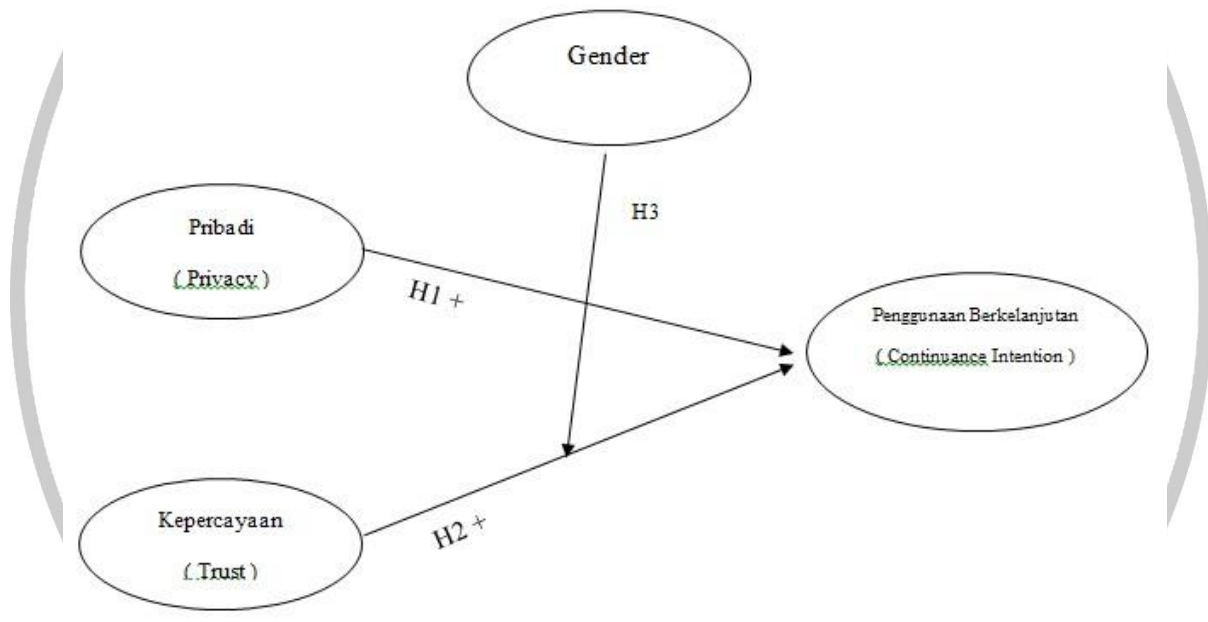 Gender
H3
Pribadi
( Privacy )
H1 +
Penggunaan Berkelanjutan
( Continuance Intention )
Kepercayaan
( Trust )
H2 +